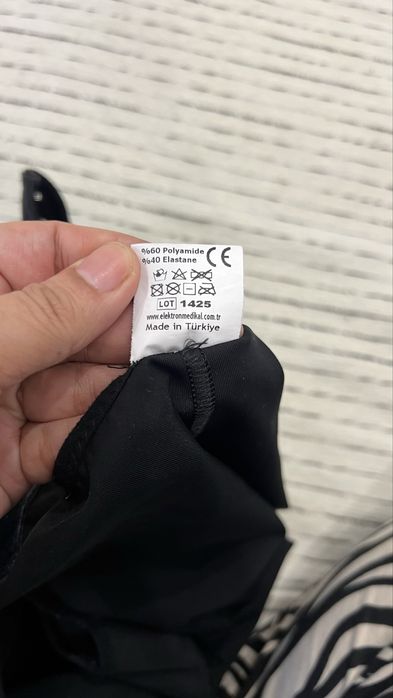 %60 Polyamide
%40 Elastane
CE
LOT 1425
www.elektronmedikal.com.tr
Made in Türkiye